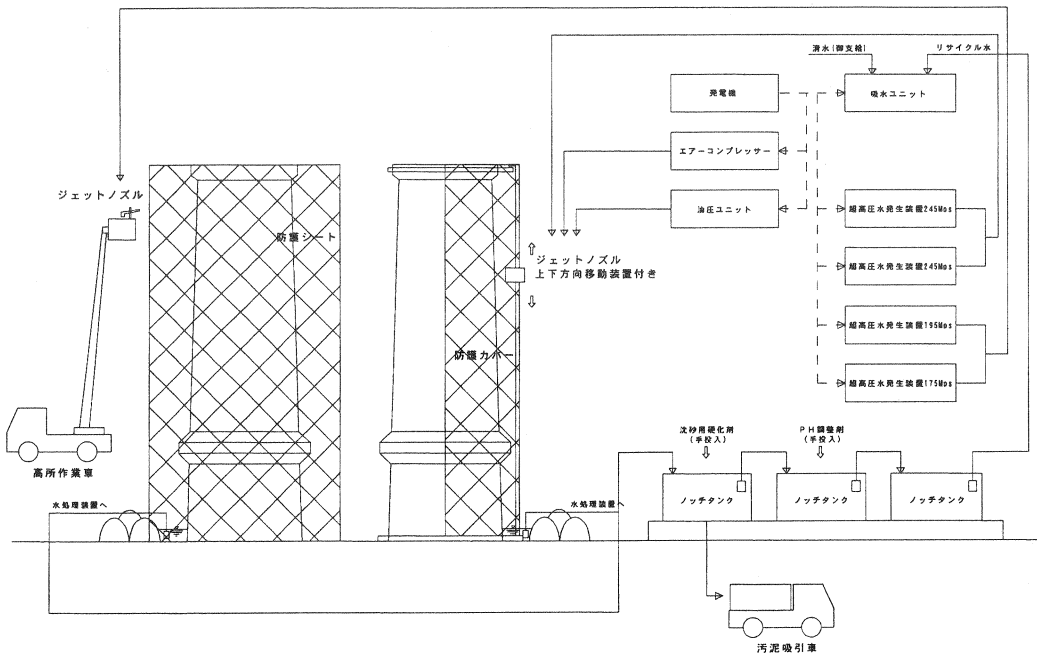 清水(御支給)
リサイクル水
発電機
吸水ユニット
エアーコンプレッサー
油圧ユニット
ジェットノズル
超高圧水発生装置245Mps
防護シート
ジェットノズル
上下方向移動装置付き
超高圧水発生装置245Mps
超高圧水発生装置195Mps
防護カバー
超高圧水発生装置175Mps
沈砂用硬化剤
(手投入)
PH調整剤
(手投入)
高所作業車
ノッチタンク
ノッチタンク
ノッチタンク
水処理装置へ
水処理装置へ
汚泥吸引車